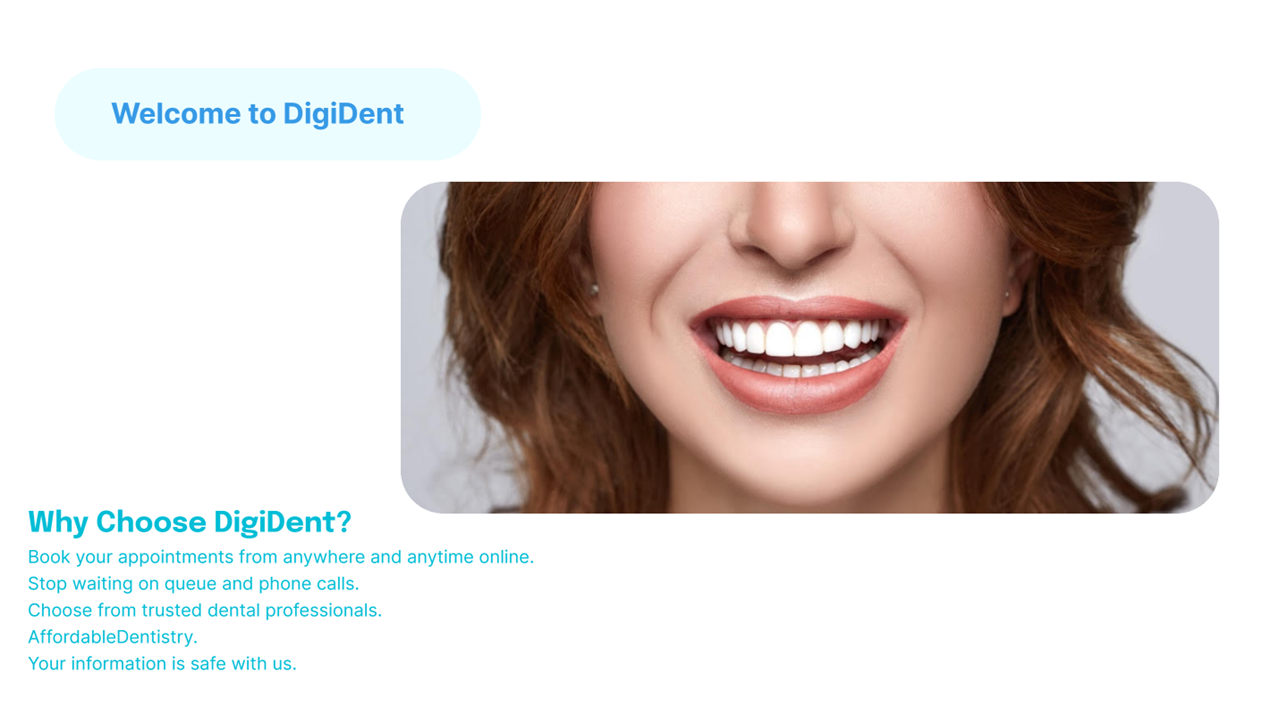 Welcome to DigiDent
Why Choose DigiDent?
Book your appointments from anywhere and anytime online.
Stop waiting on queue and phone calls.
Choose from trusted dental professionals.
AffordableDentistry.
Your information is safe with us.